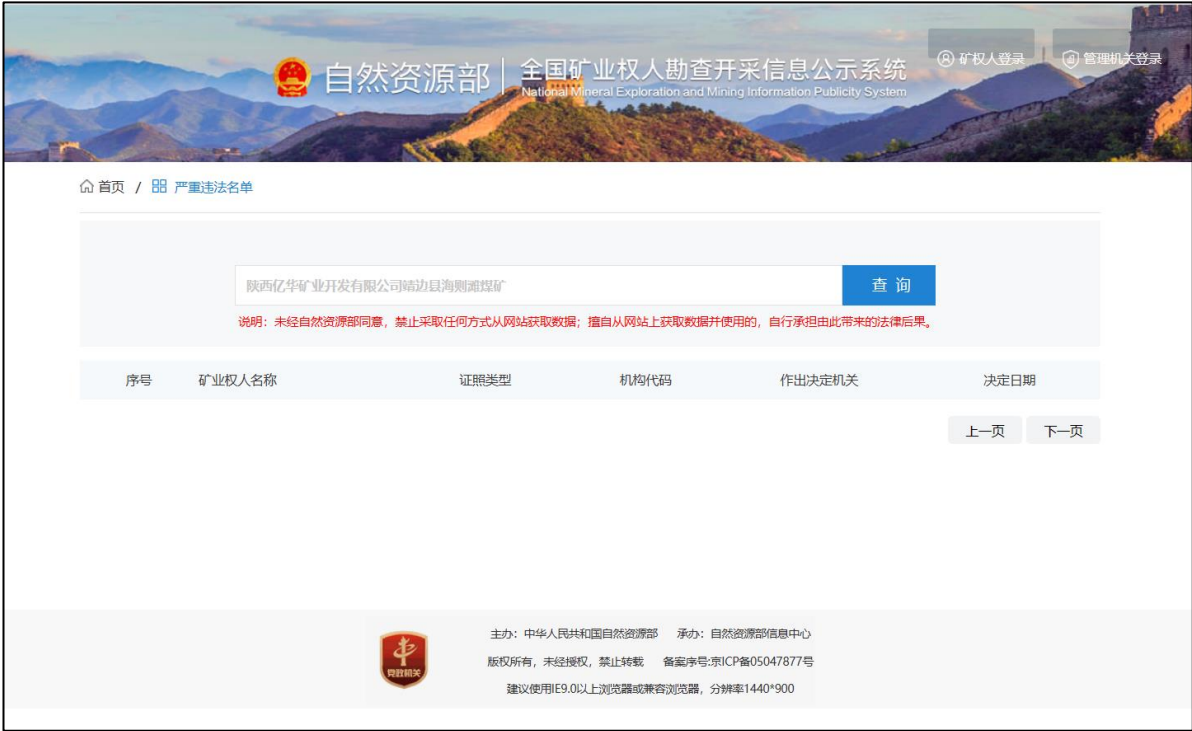 自然资源部
全国矿业权人勘查开采信息公示系统
National Mineral Exploration and Mining Information Publicity System
矿权人登录
管理机关登录
首页 / 严重违法名单
陕西亿华矿业开发有限公司靖边县海则滩煤矿
查 询
说明：未经自然资源部同意，禁止采取任何方式从网站获取数据；擅自从网站上获取数据并使用的，自行承担由此带来的法律后果。
序号 矿业权人名称 证照类型 机构代码 作出决定机关 决定日期
上一页 下一页
党政机关
主办：中华人民共和国自然资源部 承办：自然资源部信息中心
版权所有，未经授权，禁止转载 备案序号:京ICP备05047877号
建议使用IE9.0以上浏览器或兼容浏览器，分辨率1440*900